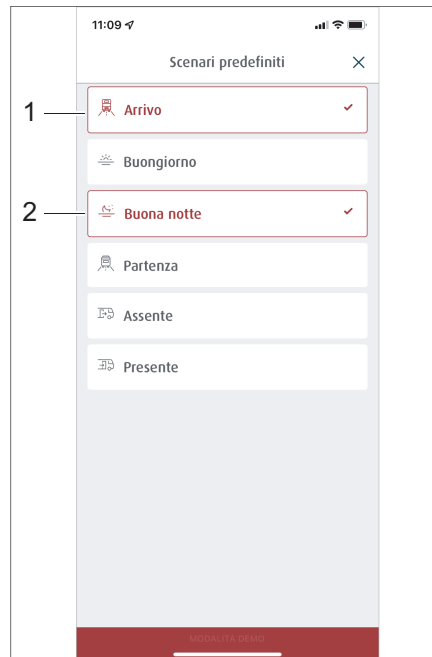 11:09
Scenari predefiniti
1
Arrivo
Buongiorno
2
Buona notte
Partenza
Assente
Presente
MODALITÀ DEMO